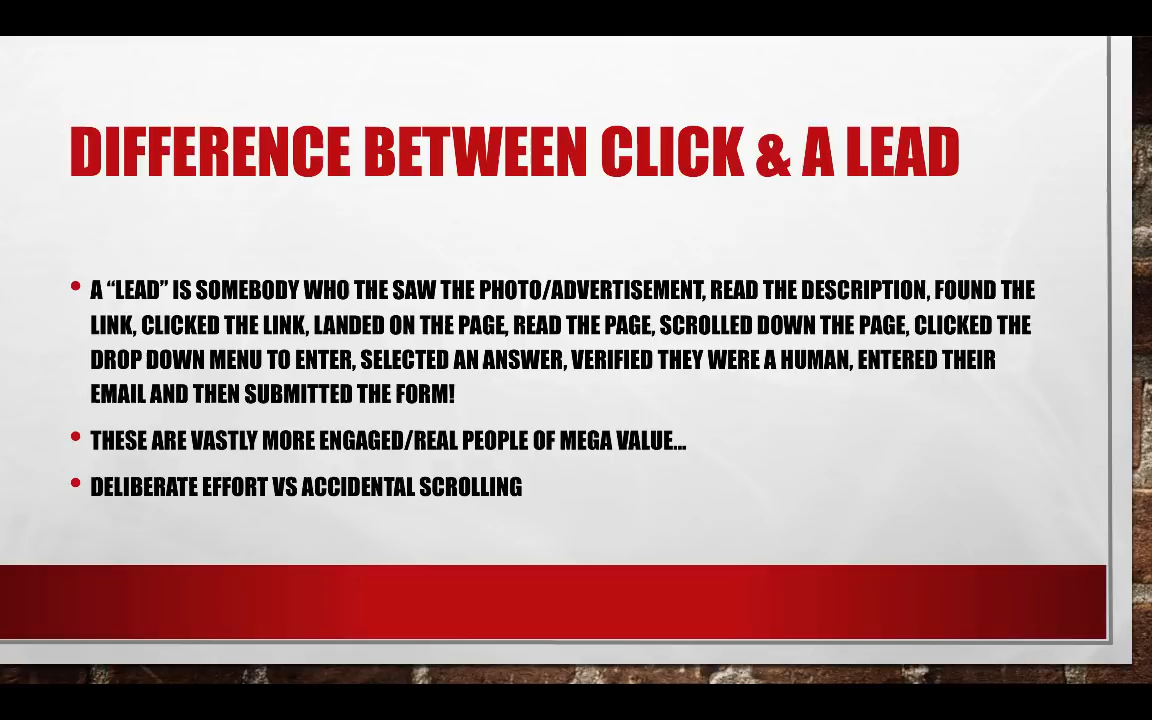 DIFFERENCE BETWEEN CLICK & A LEAD
• A “LEAD” IS SOMEBODY WHO THE SAW THE PHOTO/ADVERTISEMENT, READ THE DESCRIPTION, FOUND THE
LINK, CLICKED THE LINK, LANDED ON THE PAGE, READ THE PAGE, SCROLLED DOWN THE PAGE, CLICKED THE
DROP DOWN MENU TO ENTER, SELECTED AN ANSWER, VERIFIED THEY WERE A HUMAN, ENTERED THEIR
EMAIL AND THEN SUBMITTED THE FORM!
• THESE ARE VASTLY MORE ENGAGED/REAL PEOPLE OF MEGA VALUE...
• DELIBERATE EFFORT VS ACCIDENTAL SCROLLING